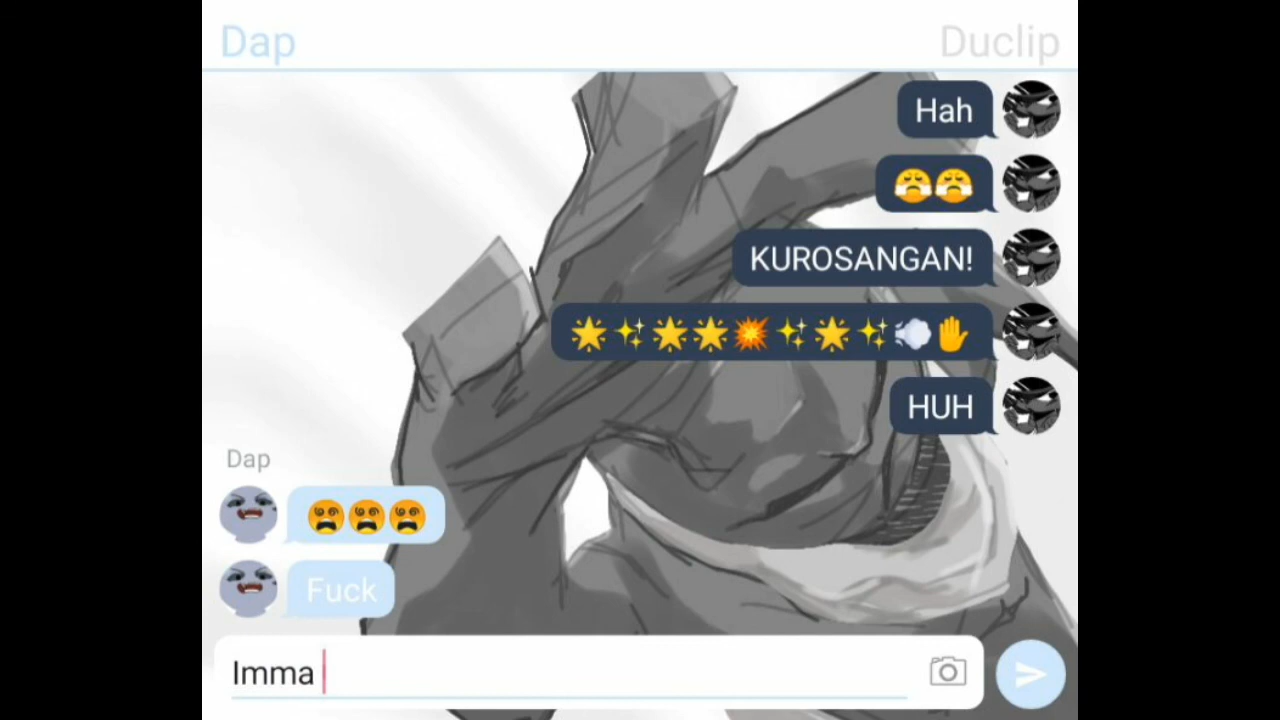 Dap
Duclip
Hah
😤😤
KUROSANGAN!
🌟✨🌟🌟💥✨🌟✨💨✋
HUH
Dap
😵😵😵
Fuck
Imma